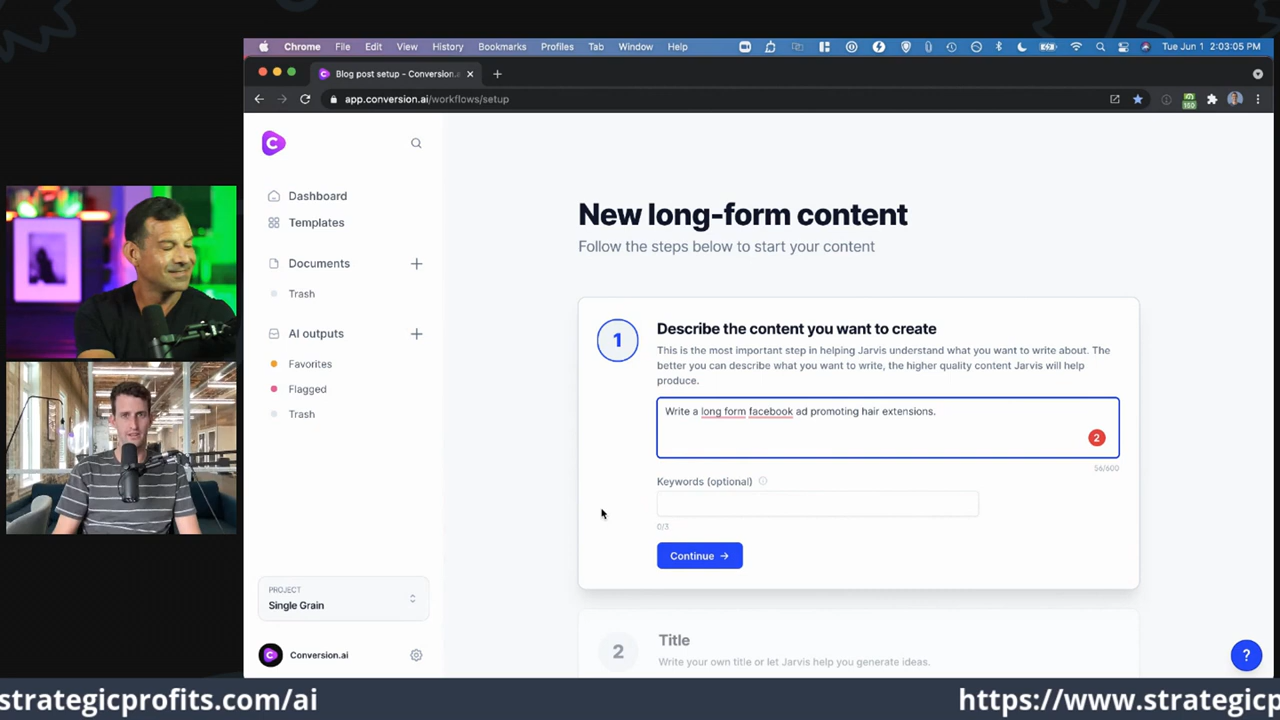 Chrome File Edit View History Bookmarks Profiles Tab Window Help Tue Jun 1 2:03:05 PM
Blog post setup - Conversion.
app.conversion.ai/workflows/setup
150
C
Dashboard
Templates
Documents
Trash
AI outputs
Favorites
Flagged
Trash
PROJECT
Single Grain
Conversion.ai
New long-form content
Follow the steps below to start your content
1
Describe the content you want to create
This is the most important step in helping Jarvis understand what you want to write about. The
better you can describe what you want to write, the higher quality content Jarvis will help
produce.
Write a long form facebook ad promoting hair extensions.
2
56/600
Keywords (optional)
0/3
Continue →
2
Title
Write your own title or let Jarvis help you generate ideas.
?
strategicprofits.com/ai https://www.strategicp